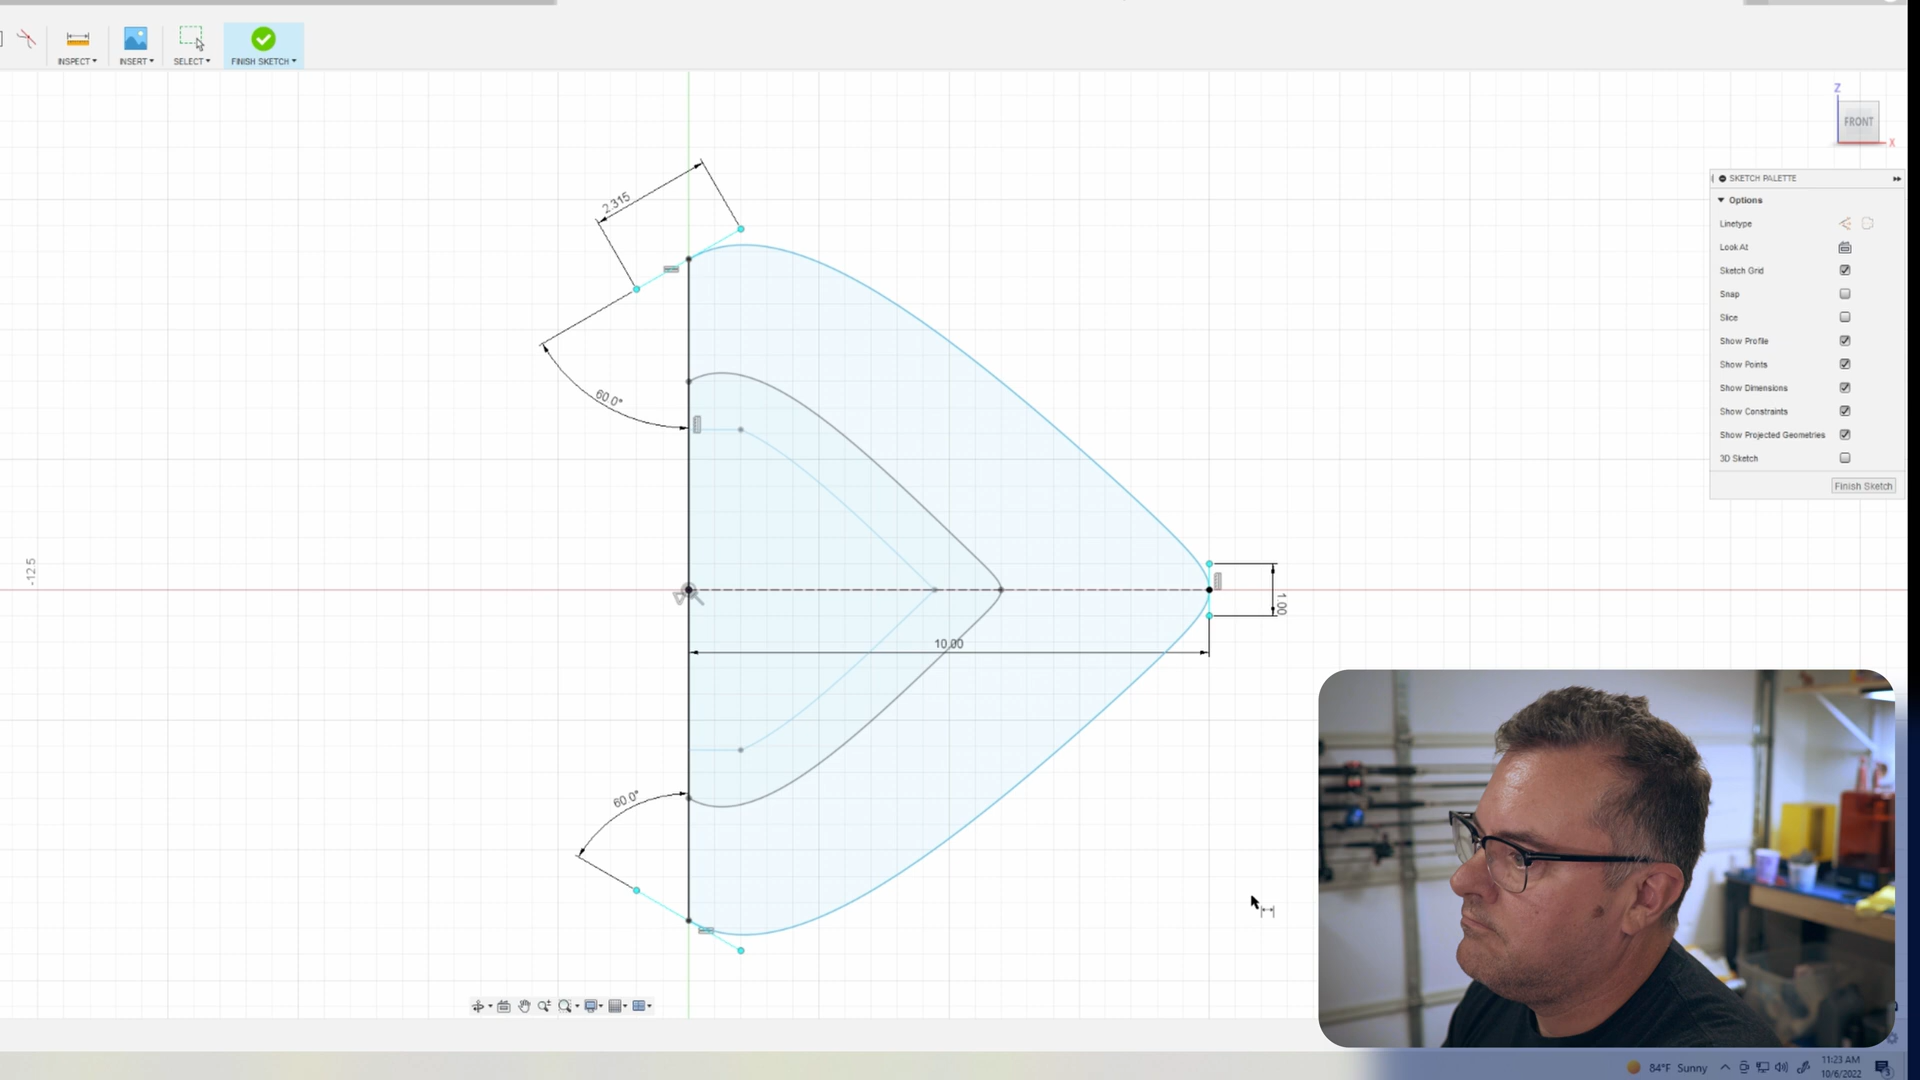 INSPECT
INSERT
SELECT
FINISH SKETCH
Z
FRONT
X
SKETCH PALETTE
Options
Linetype
Look At
Sketch Grid
Snap
Slice
Show Profile
Show Points
Show Dimensions
Show Constraints
Show Projected Geometries
3D Sketch
Finish Sketch
2.315
60.0°
-12.5
1.00
10.00
60.0°
84°F Sunny
11:23 AM
10/6/2022